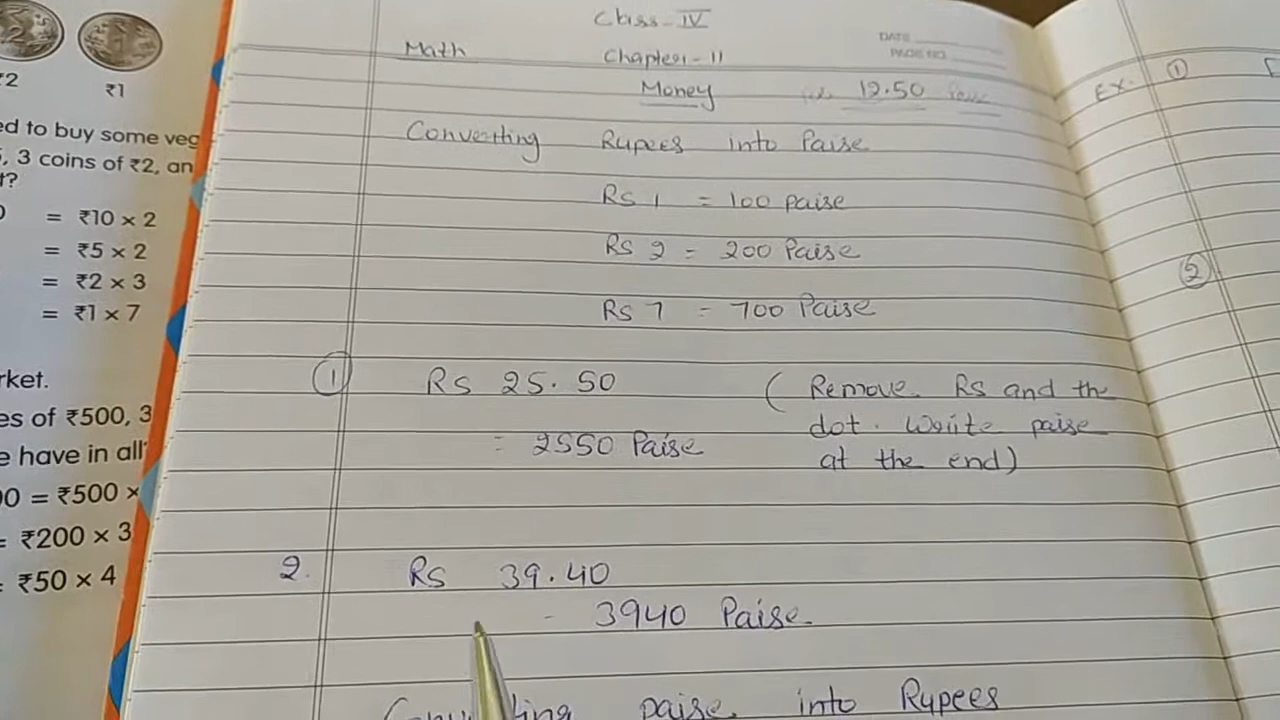 ₹2
₹1
ed to buy some veg
, 3 coins of ₹2, an
t?
= ₹10 × 2
= ₹5 × 2
= ₹2 × 3
= ₹1 × 7
rket.
es of ₹500, 3
e have in all
00 = ₹500 ×
= ₹200 × 3
= ₹50 × 4
Class - IV
DATE
PAGE NO.
Math Chapter - 11
Money 12.50
Converting Rupees into Paise
Rs 1 = 100 paise
Rs 2 = 200 Paise
Rs 7 = 700 Paise
① Rs 25.50 ( Remove Rs and the
= 2550 Paise dot. Write paise
at the end)
2. Rs 39.40
- 3940 Paise.
paise into Rupees
Ex- ①
②